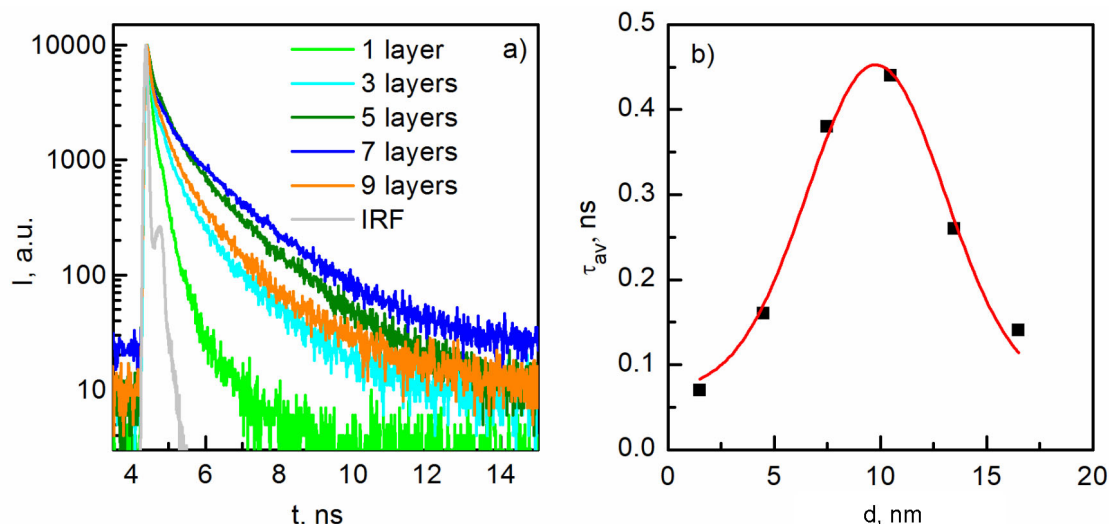 a)
10000
1000
100
10
I, a.u.
1 layer
3 layers
5 layers
7 layers
9 layers
IRF
4 6 8 10 12 14
t, ns
b)
0.5
0.4
0.3
0.2
0.1
0.0
τav, ns
0 5 10 15 20
d, nm